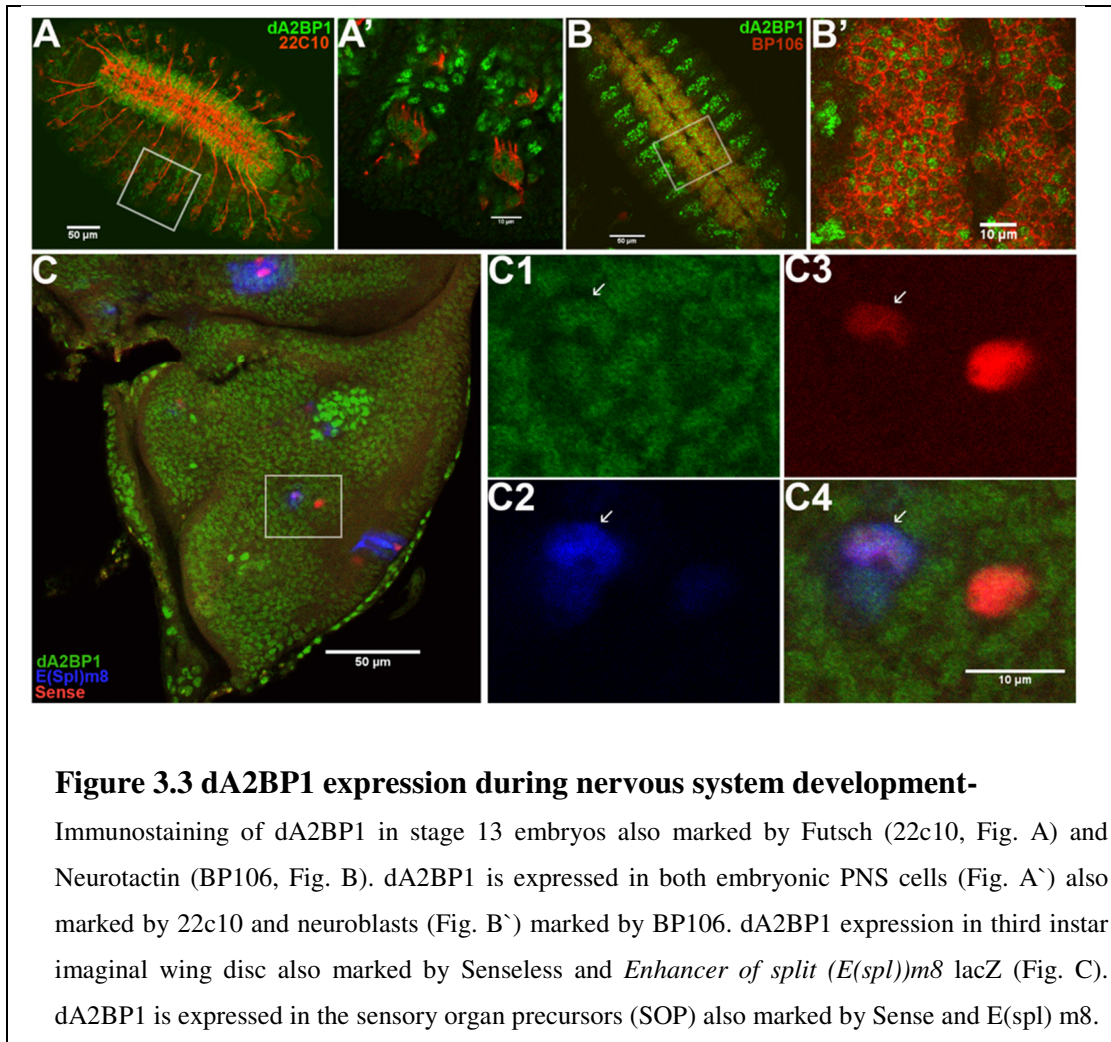 A
dA2BP1
22C10
50 µm
A'
10 µm
B
dA2BP1
BP106
50 µm
B'
10 µm
C
dA2BP1
E(Spl)m8
Sense
50 µm
C1
C3
C2
C4
10 µm
Figure 3.3 dA2BP1 expression during nervous system development-
Immunostaining of dA2BP1 in stage 13 embryos also marked by Futsch (22c10, Fig. A) and
Neurotactin (BP106, Fig. B). dA2BP1 is expressed in both embryonic PNS cells (Fig. A`) also
marked by 22c10 and neuroblasts (Fig. B`) marked by BP106. dA2BP1 expression in third instar
imaginal wing disc also marked by Senseless and Enhancer of split (E(spl))m8 lacZ (Fig. C).
dA2BP1 is expressed in the sensory organ precursors (SOP) also marked by Sense and E(spl) m8.